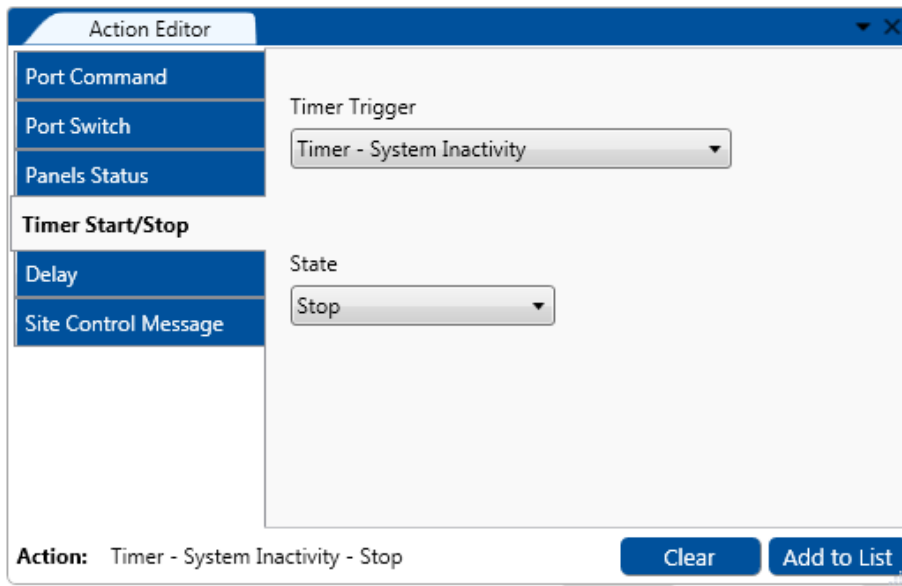 Action Editor
Port Command
Port Switch
Panels Status
Timer Start/Stop
Delay
Site Control Message
Timer Trigger
Timer - System Inactivity
State
Stop
Action: Timer - System Inactivity - Stop
Clear
Add to List